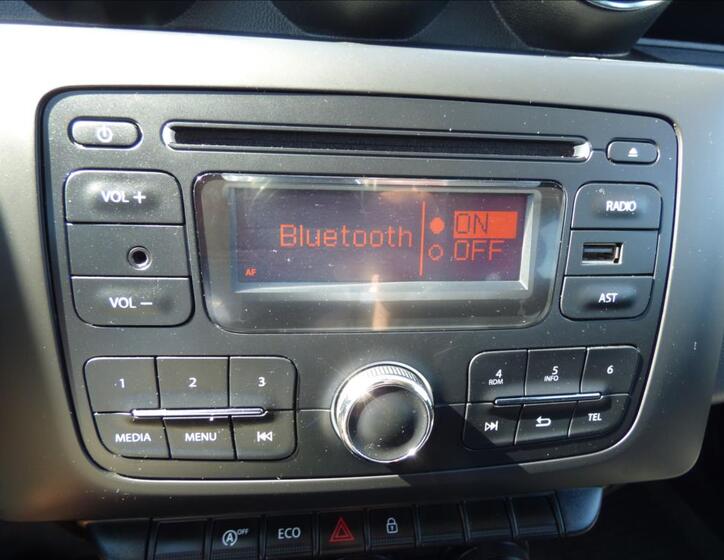 VOL +
RADIO
Bluetooth
ON
OFF
AF
VOL –
AST
1
2
3
4
RDM
5
INFO
6
MEDIA
MENU
TEL
A OFF
ECO